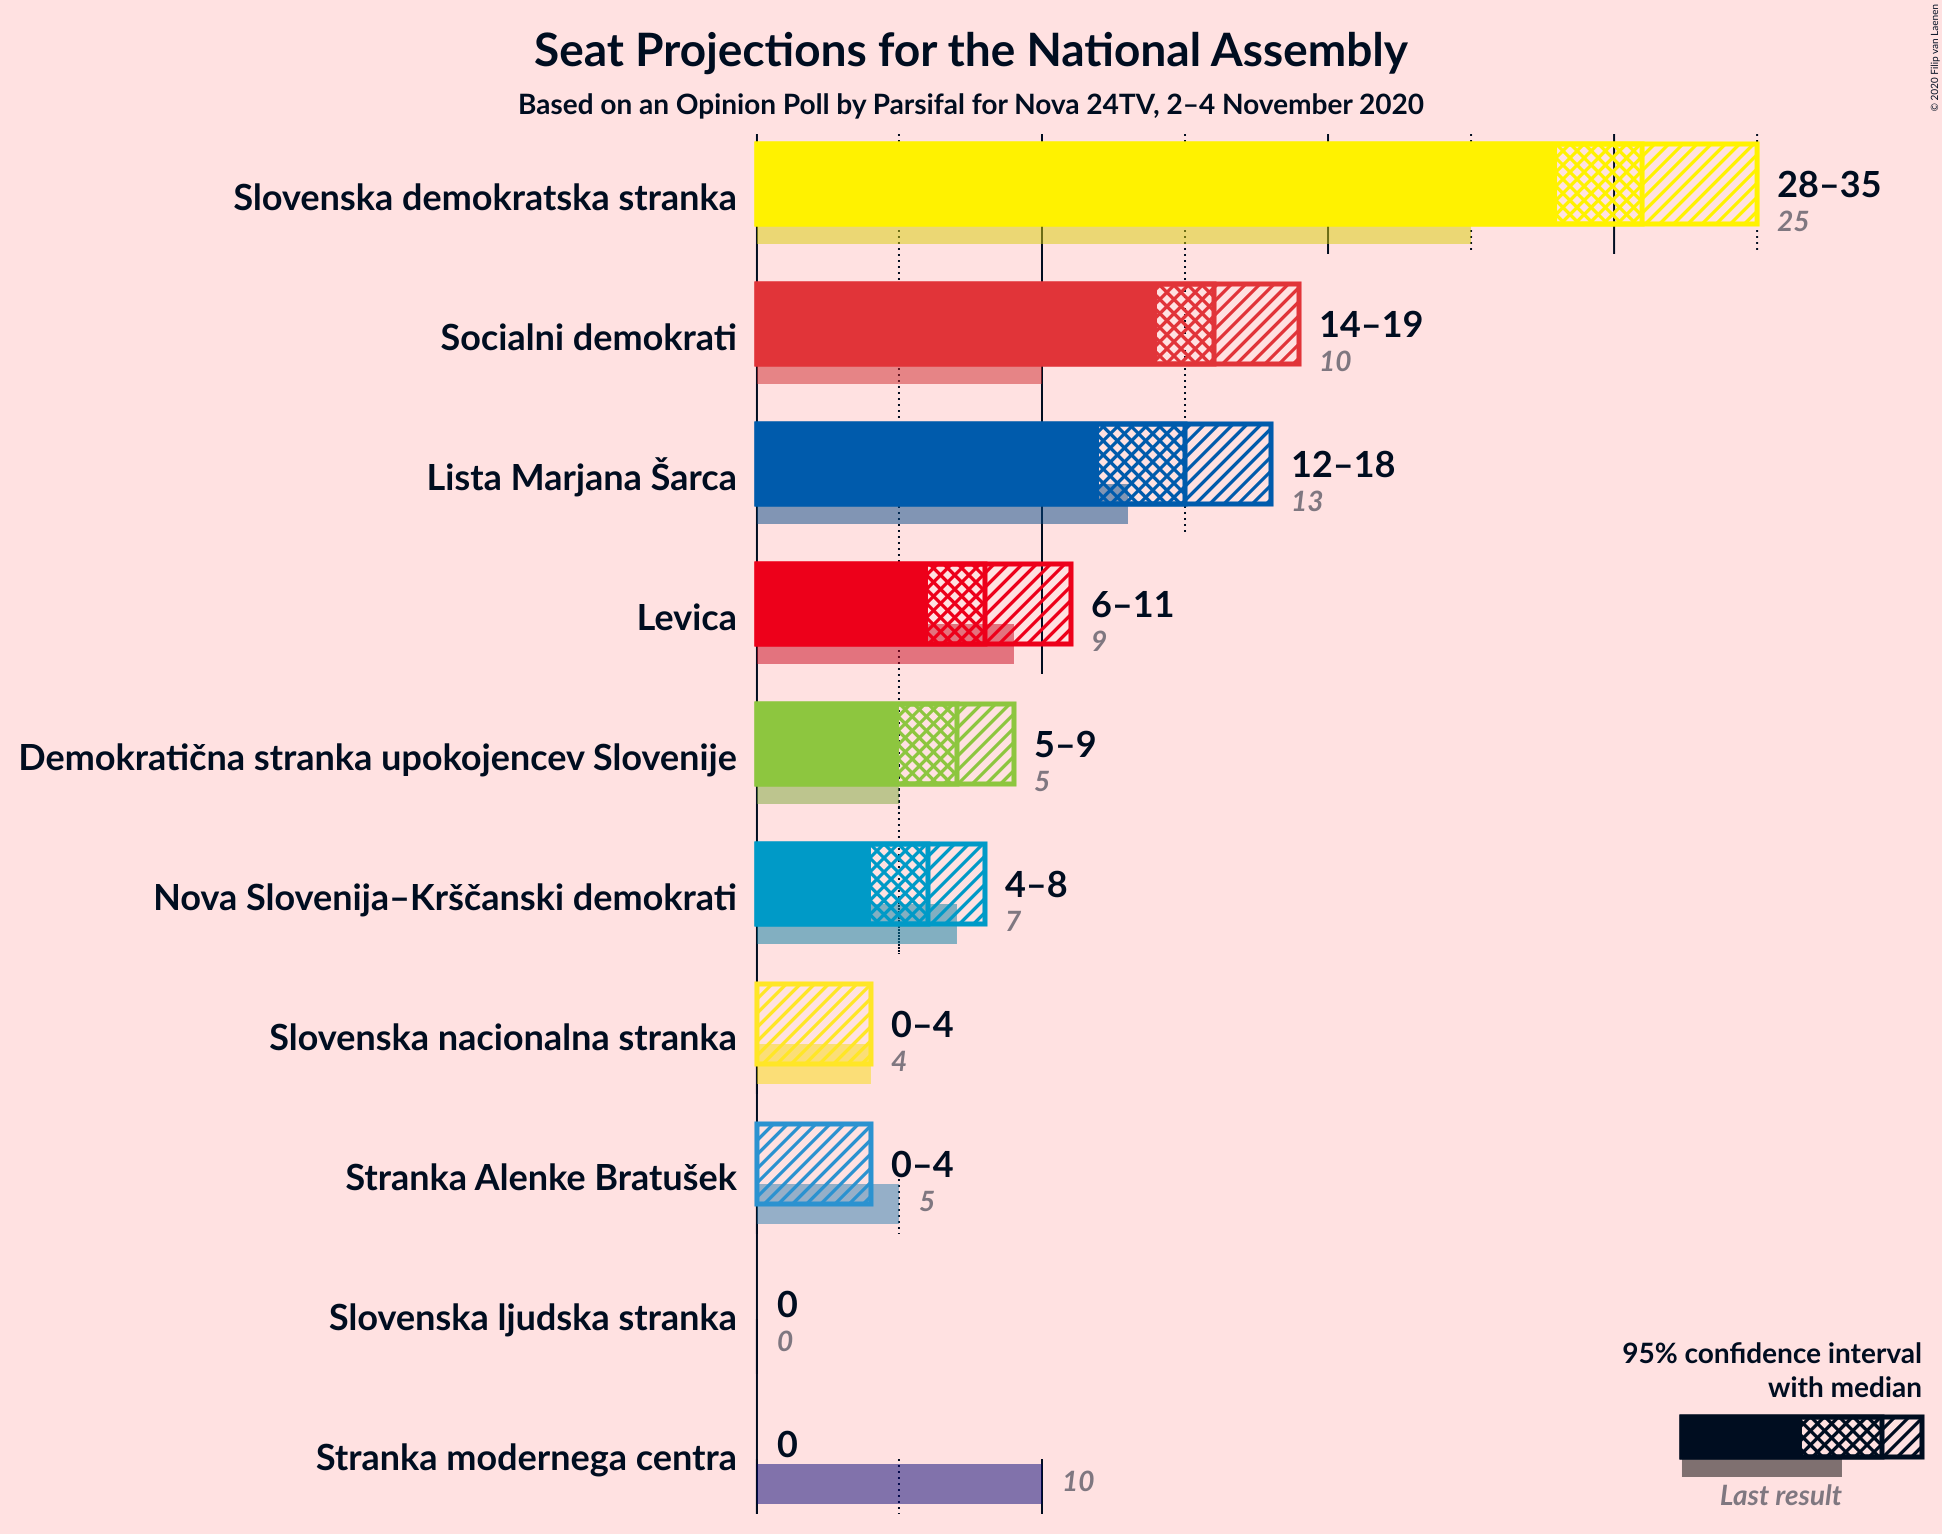 Seat Projections for the National Assembly
Based on an Opinion Poll by Parsifal for Nova 24TV, 2–4 November 2020
© 2020 Filip van Laenen
Slovenska demokratska stranka
28–35
25
Socialni demokrati
14–19
10
Lista Marjana Šarca
12–18
13
Levica
6–11
9
Demokratična stranka upokojencev Slovenije
5–9
5
Nova Slovenija–Krščanski demokrati
4–8
7
Slovenska nacionalna stranka
0–4
4
Stranka Alenke Bratušek
0–4
5
Slovenska ljudska stranka
0
0
Stranka modernega centra
0
10
95% confidence interval
with median
Last result